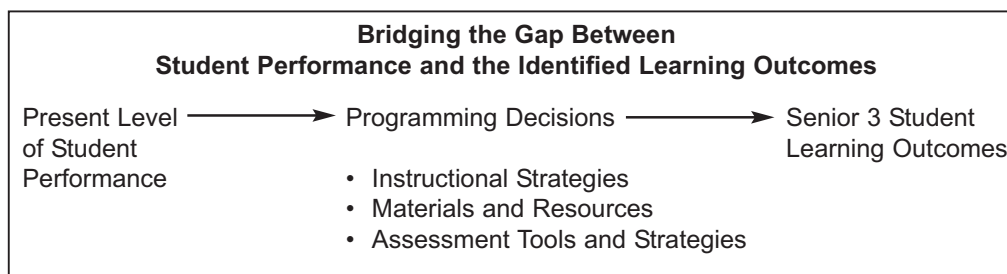 Bridging the Gap Between
Student Performance and the Identified Learning Outcomes
Present Level
of Student
Performance
Programming Decisions
• Instructional Strategies
• Materials and Resources
• Assessment Tools and Strategies
Senior 3 Student
Learning Outcomes